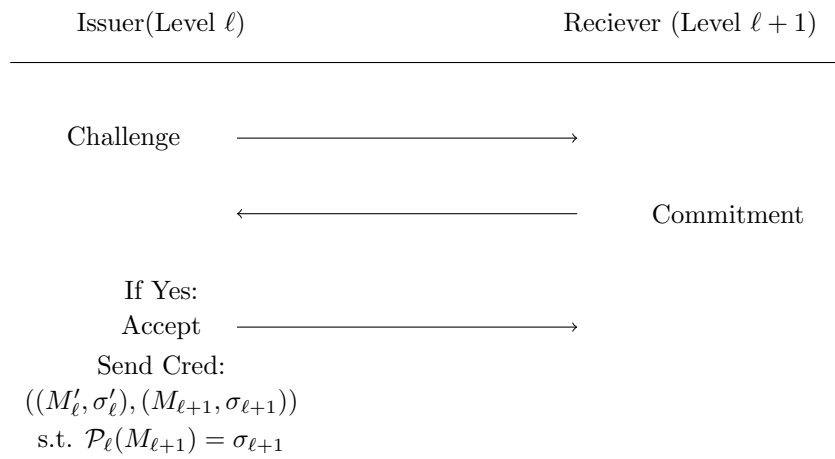 Issuer(Level ℓ) Reciever (Level ℓ + 1)
Challenge
Commitment
If Yes:
Accept
Send Cred:
((M′ℓ, σ′ℓ), (Mℓ+1, σℓ+1))
s.t. 𝒫ℓ(Mℓ+1) = σℓ+1